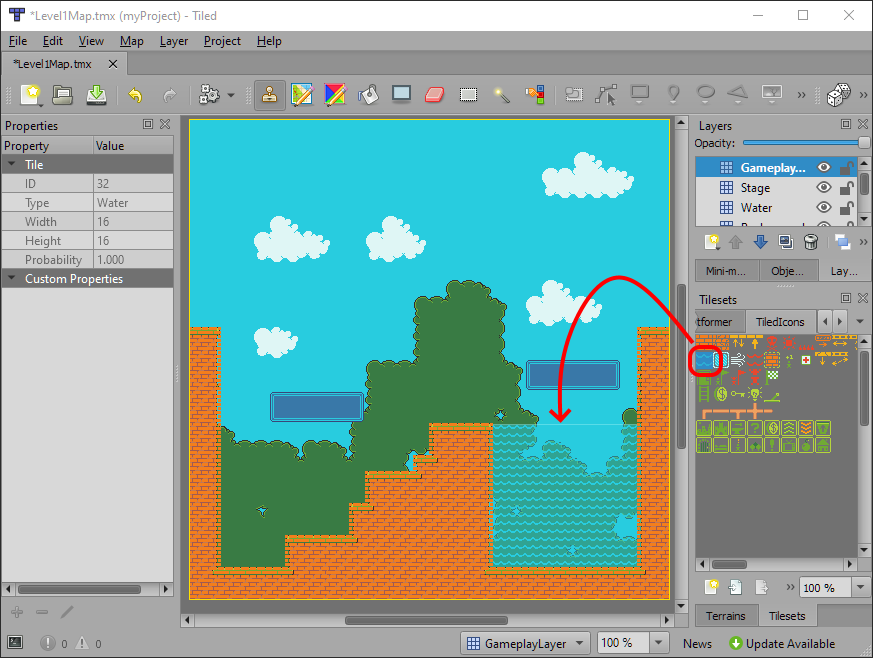 *Level1Map.tmx (myProject) - Tiled
File Edit View Map Layer Project Help
*Level1Map.tmx
Properties
Property Value
Tile
ID 32
Type Water
Width 16
Height 16
Probability 1.000
Custom Properties
Layers
Opacity:
Gameplay...
Stage
Water
Mini-m... Obje... Lay...
Tilesets
tformer TiledIcons
100 %
Terrains Tilesets
0 0
GameplayLayer 100 % News Update Available